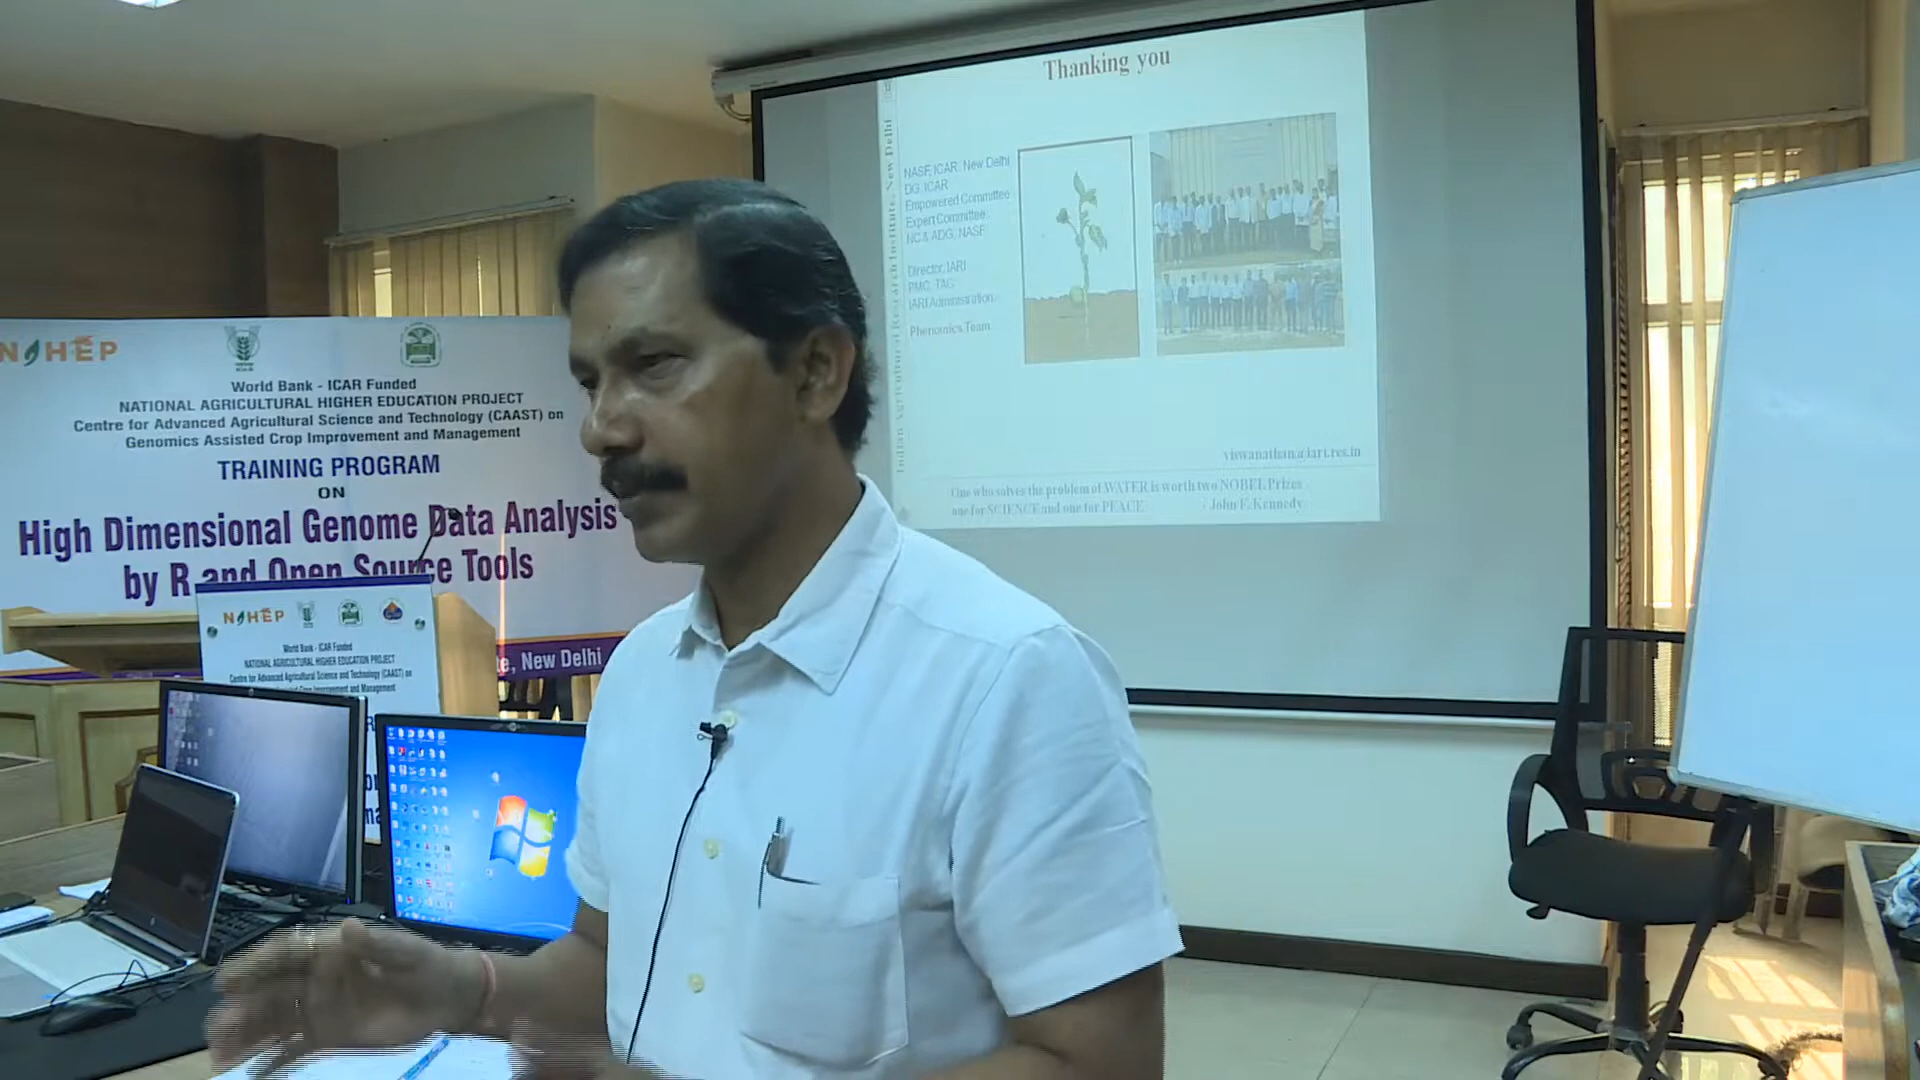 Thanking you
NASF, ICAR, New Delhi
DG, ICAR
Empowered Committee
Expert Committee
NC & ADG, NASF
Director, IARI
PMC, TAC
IARI Administration
Phenomics Team
Indian Agricultural Research Institute, New Delhi
viswanathan@iari.res.in
One who solves the problem of WATER is worth two NOBEL Prizes
one for SCIENCE and one for PEACE : John F. Kennedy
NAHEP
World Bank - ICAR Funded
NATIONAL AGRICULTURAL HIGHER EDUCATION PROJECT
Centre for Advanced Agricultural Science and Technology (CAAST) on
Genomics Assisted Crop Improvement and Management
TRAINING PROGRAM
ON
High Dimensional Genome Data Analysis
by R and Open Source Tools
New Delhi
NAHEP
World Bank - ICAR Funded
NATIONAL AGRICULTURAL HIGHER EDUCATION PROJECT
Centre for Advanced Agricultural Science and Technology (CAAST) on
Crop Improvement and Management